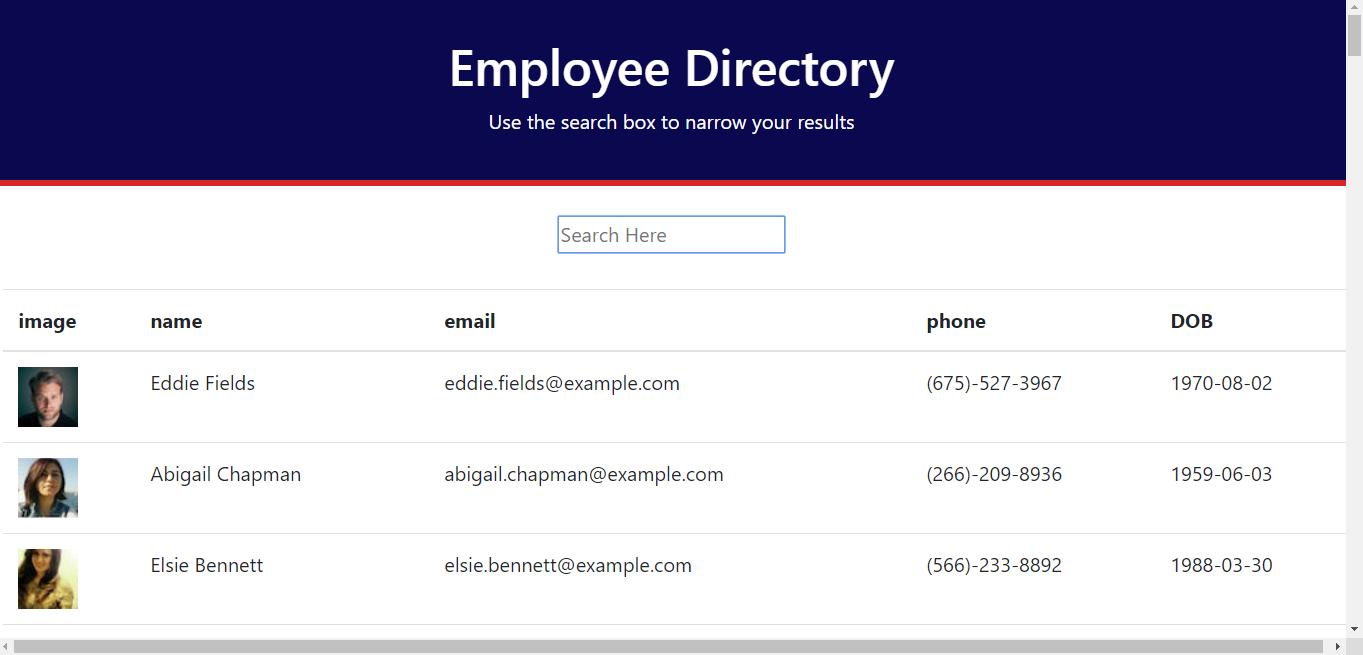 Employee Directory
Use the search box to narrow your results
Search Here
image name email phone DOB
Eddie Fields eddie.fields@example.com (675)-527-3967 1970-08-02
Abigail Chapman abigail.chapman@example.com (266)-209-8936 1959-06-03
Elsie Bennett elsie.bennett@example.com (566)-233-8892 1988-03-30